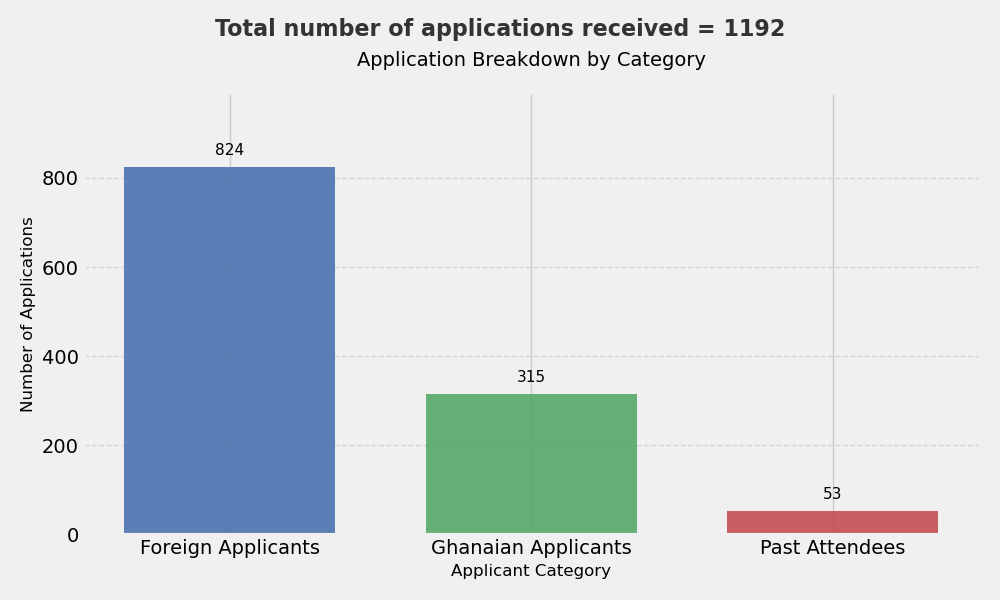 Total number of applications received = 1192
Application Breakdown by Category
824
800
600
Number of Applications
400
315
200
53
0
Foreign Applicants
Ghanaian Applicants
Past Attendees
Applicant Category